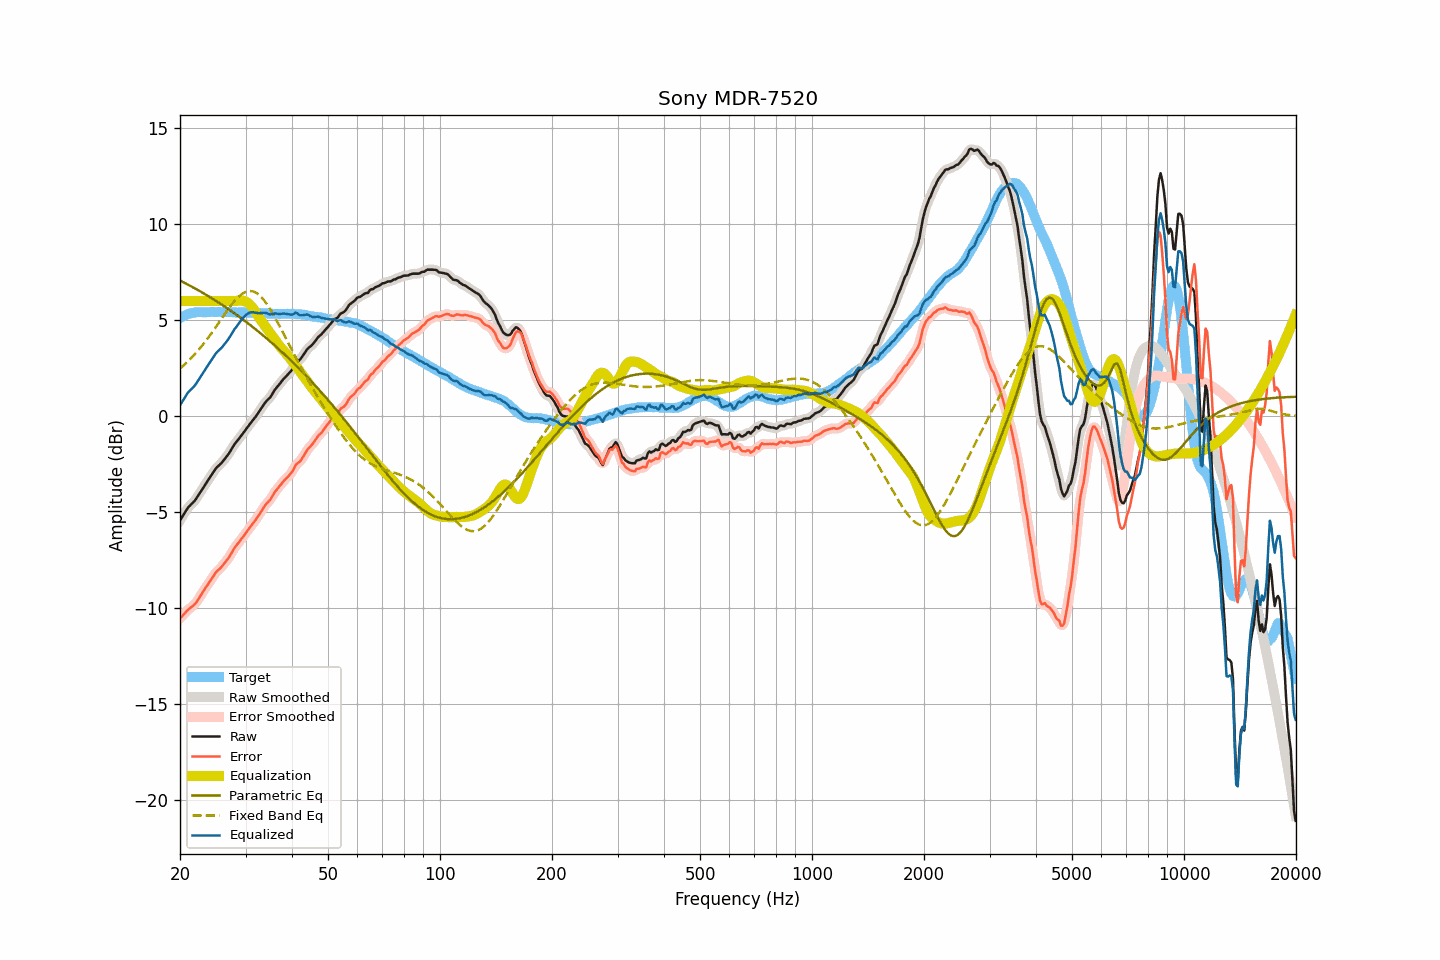 Sony MDR-7520
15
10
5
0
−5
−10
−15
−20
Amplitude (dBr)
Target
Raw Smoothed
Error Smoothed
Raw
Error
Equalization
Parametric Eq
Fixed Band Eq
Equalized
20 50 100 200 500 1000 2000 5000 10000 20000
Frequency (Hz)